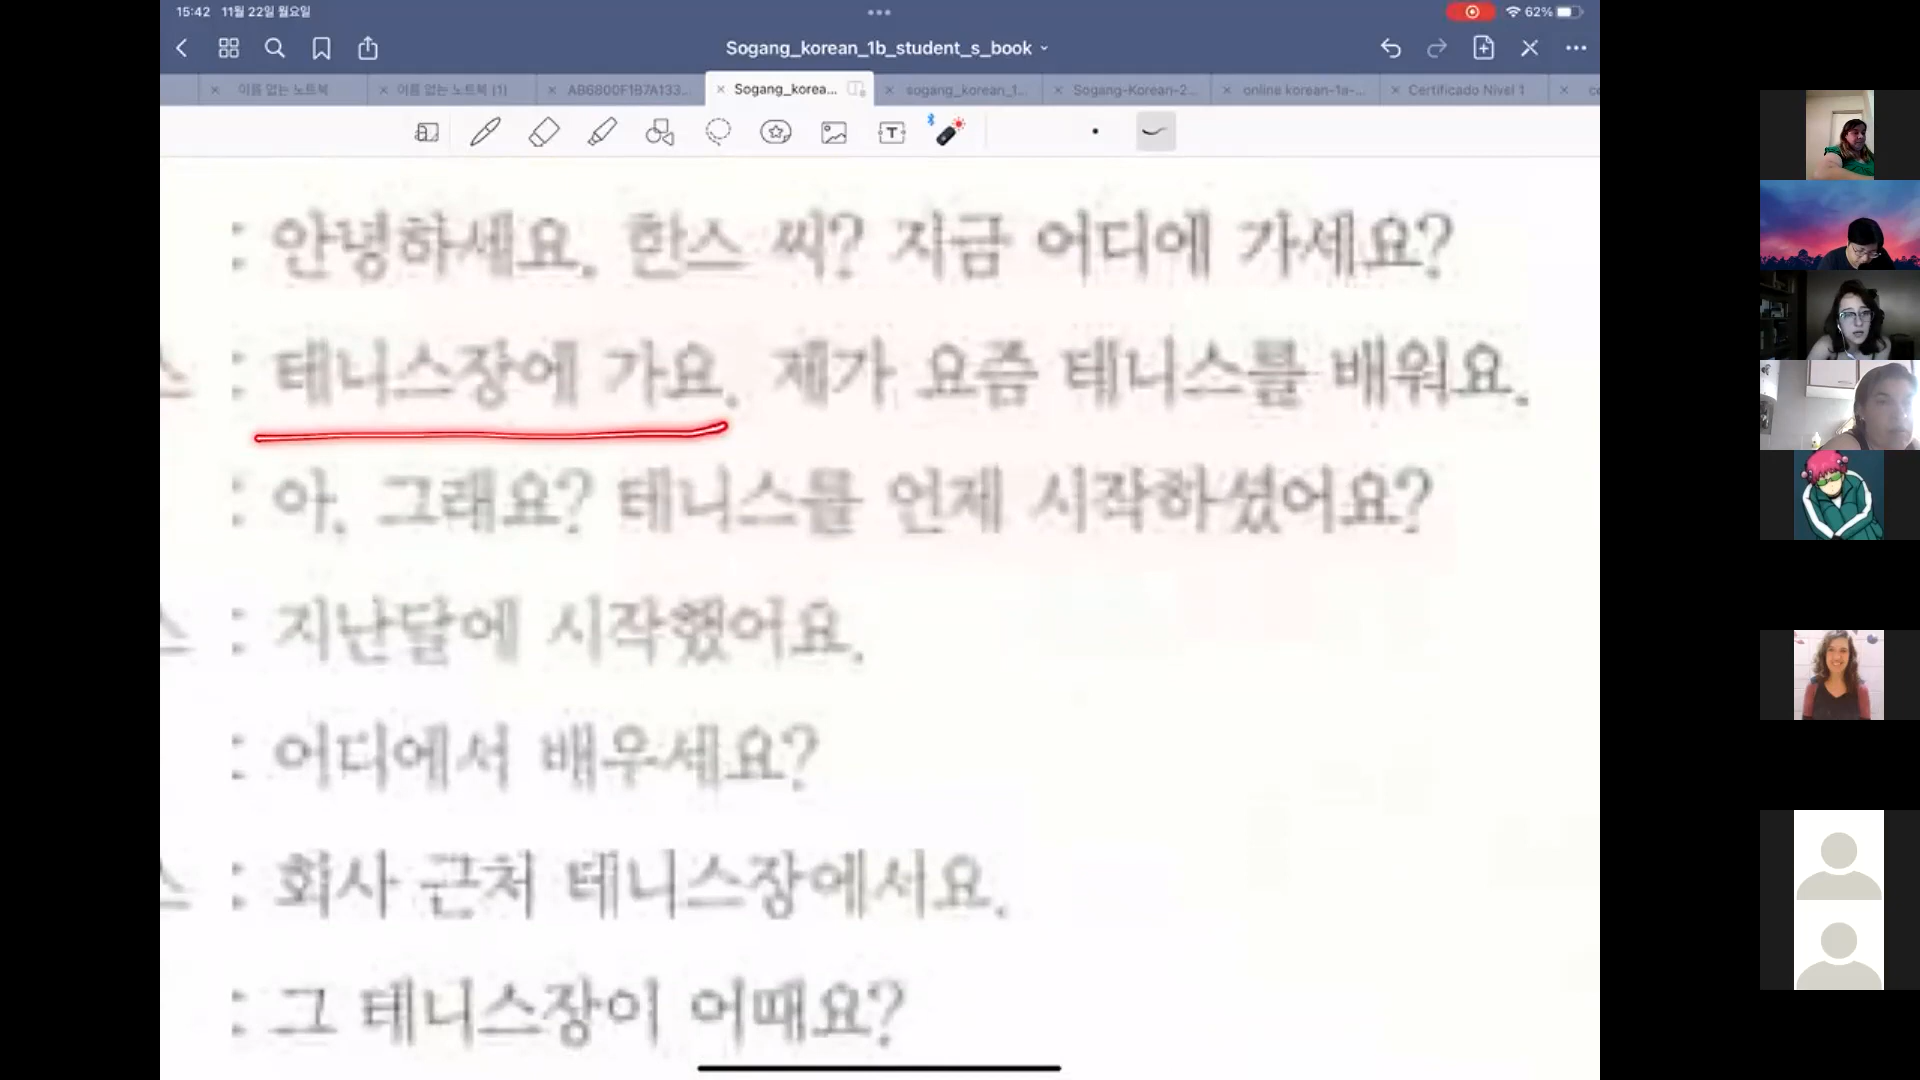 15:42 11월 22일 월요일
62%
Sogang_korean_1b_student_s_book
이름 없는 노트북
이름 없는 노트북 (1)
AB6800F1B7A133...
Sogang_korea...
sogang_korean_1...
Sogang-Korean-2...
online korean-1a-...
Certificado Nivel 1
: 안녕하세요. 한스 씨? 지금 어디에 가세요?
스 : 테니스장에 가요. 제가 요즘 테니스를 배워요.
: 아, 그래요? 테니스를 언제 시작하셨어요?
스 : 지난달에 시작했어요.
: 어디에서 배우세요?
스 : 회사 근처 테니스장에서요.
: 그 테니스장이 어때요?